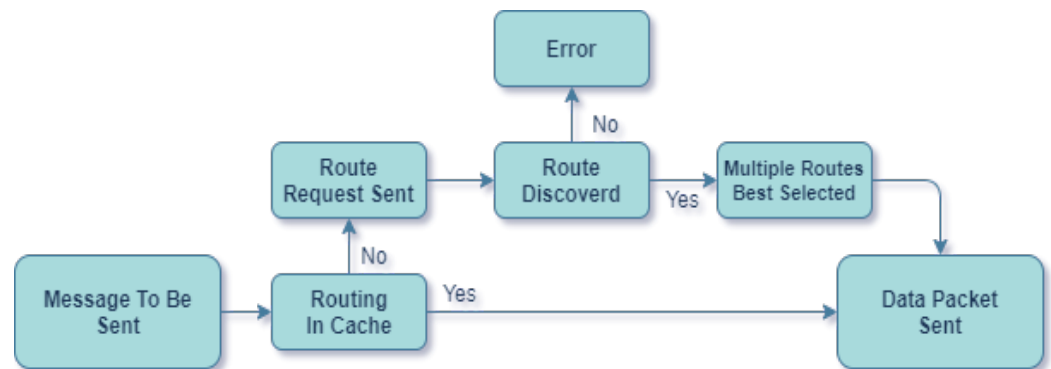 Error
No
Route
Request Sent
Route
Discoverd
Yes
Multiple Routes
Best Selected
No
Message To Be
Sent
Routing
In Cache
Yes
Data Packet
Sent